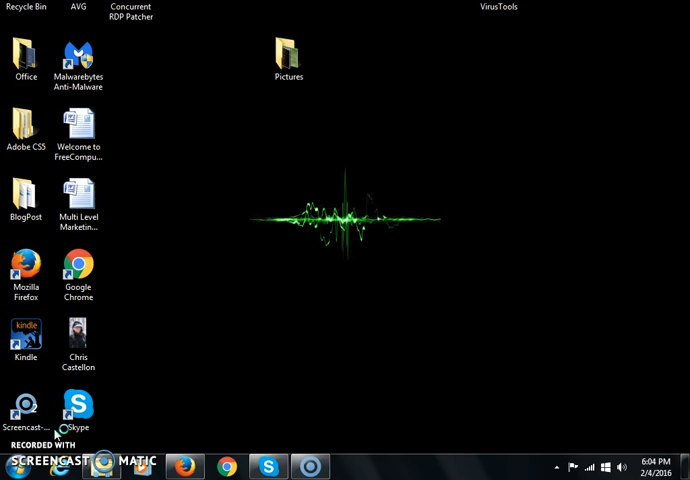 Recycle Bin
AVG
Concurrent
RDP Patcher
VirusTools
Office
Malwarebytes
Anti-Malware
Pictures
Adobe CS5
Welcome to
FreeCompu...
BlogPost
Multi Level
Marketin...
Mozilla
Firefox
Google
Chrome
kindle
Kindle
Chris
Castellon
2
Screencast-...
Skype
RECORDED WITH
SCREENCAST MATIC
6:04 PM
2/4/2016